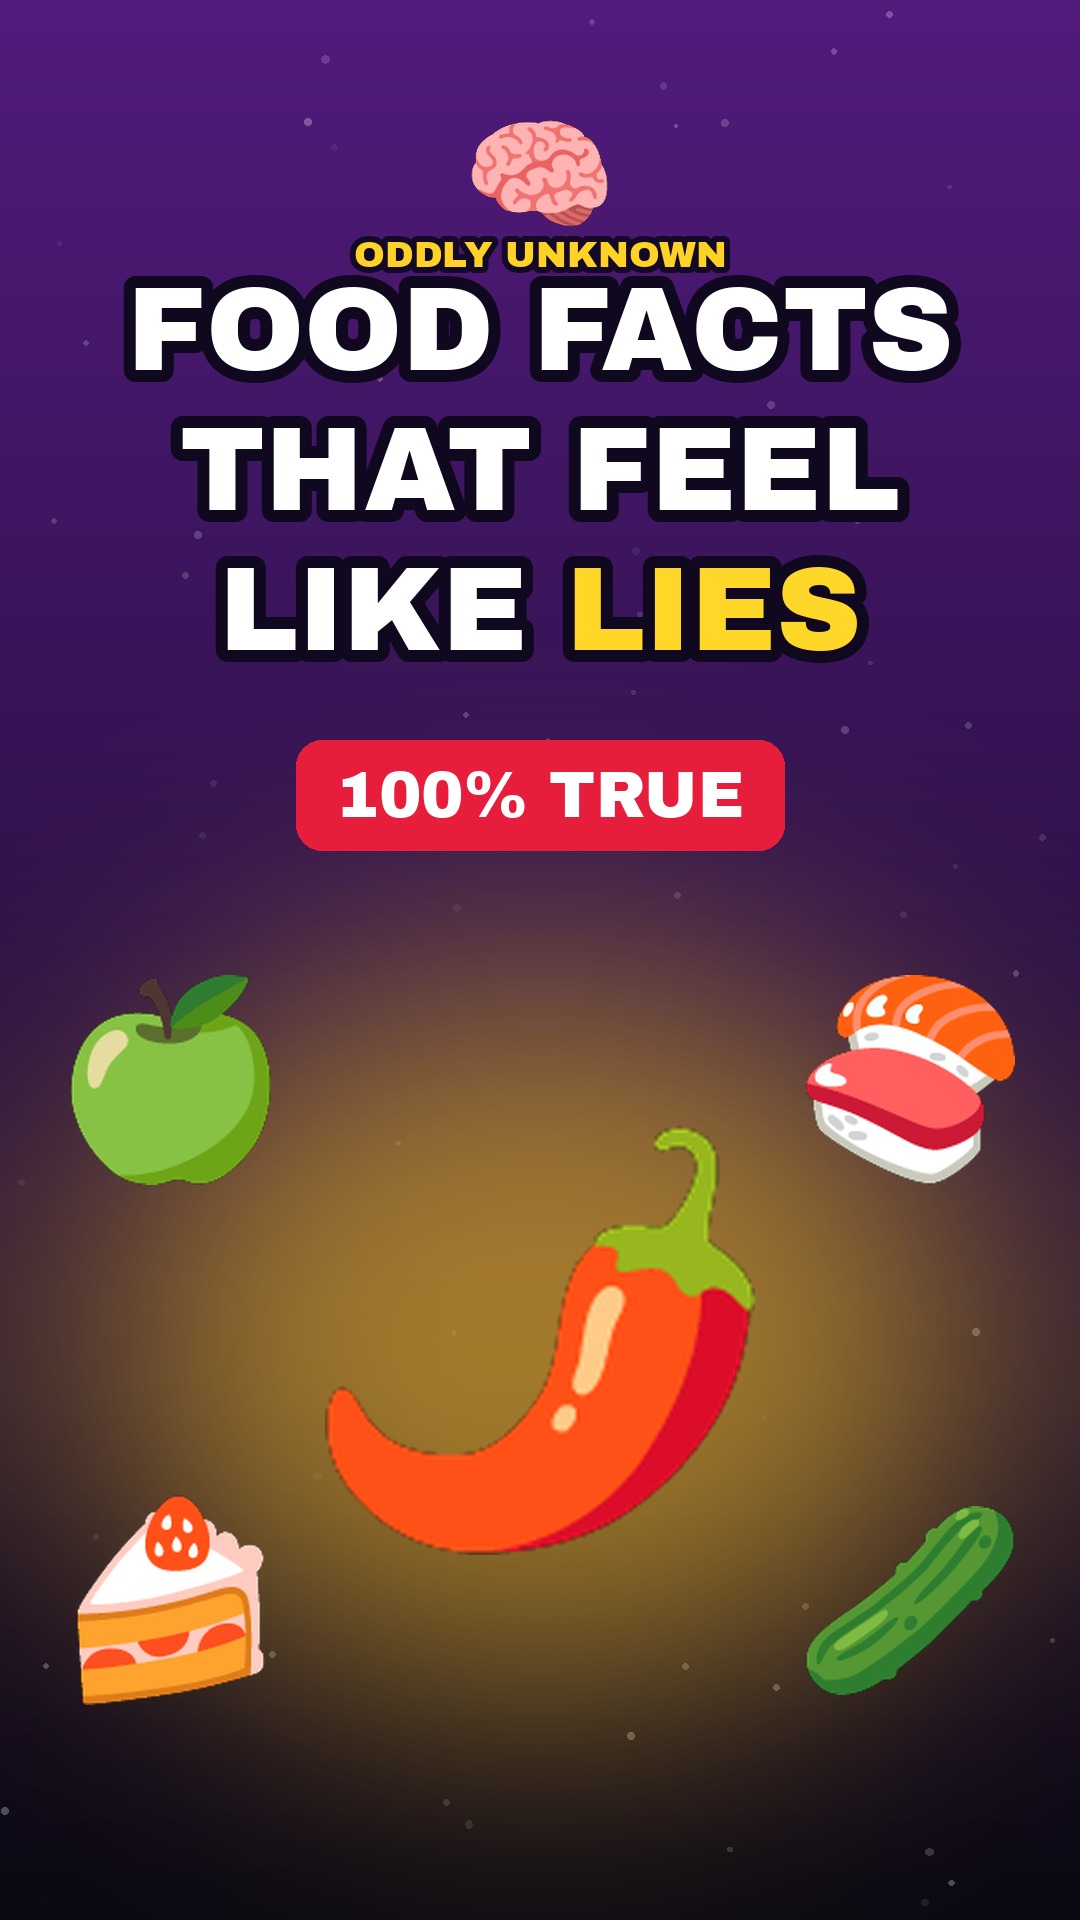 ODDLY UNKNOWN
FOOD FACTS
THAT FEEL
LIKE LIES
100% TRUE